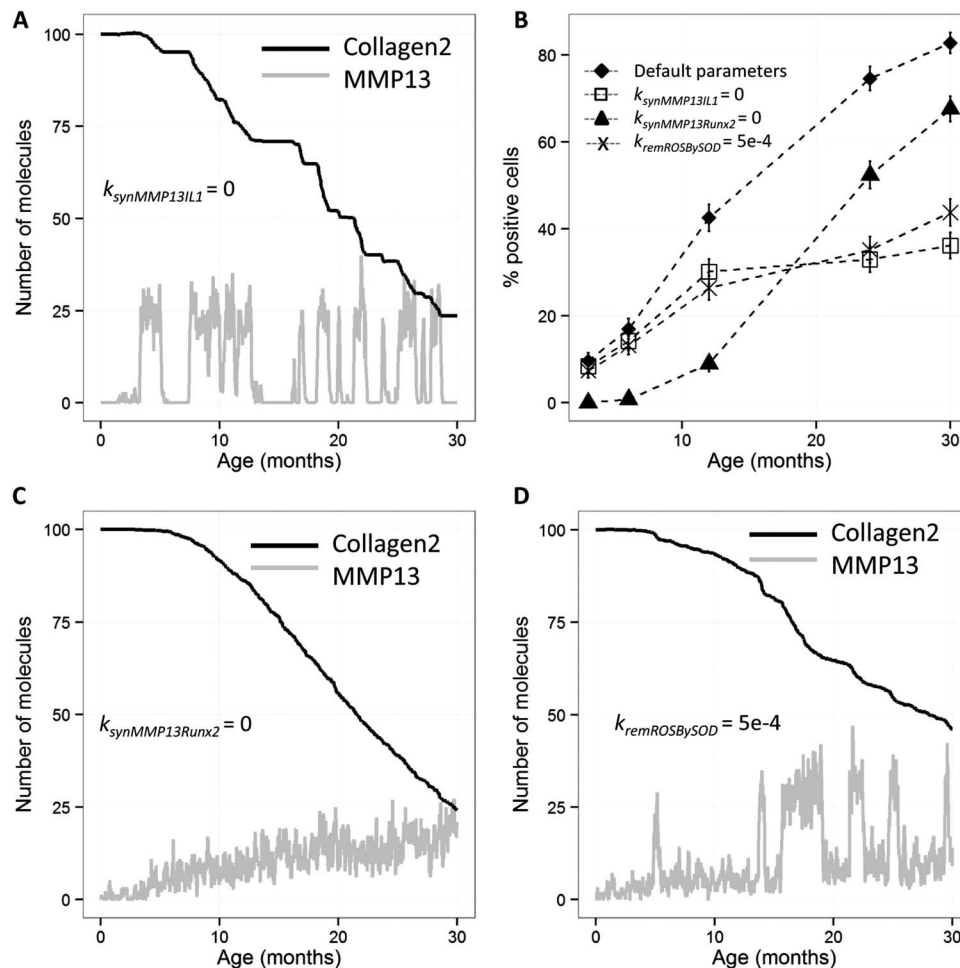 A
Number of molecules
100
75
50
25
0
Collagen2
MMP13
k_synMMP13IL1 = 0
0 10 20 30
Age (months)
B
% positive cells
80
60
40
20
0
Default parameters
k_synMMP13IL1 = 0
k_synMMP13Runx2 = 0
k_remROSBySOD = 5e-4
10 20 30
Age (months)
C
Number of molecules
100
75
50
25
0
Collagen2
MMP13
k_synMMP13Runx2 = 0
0 10 20 30
Age (months)
D
Number of molecules
100
75
50
25
0
Collagen2
MMP13
k_remROSBySOD = 5e-4
0 10 20 30
Age (months)